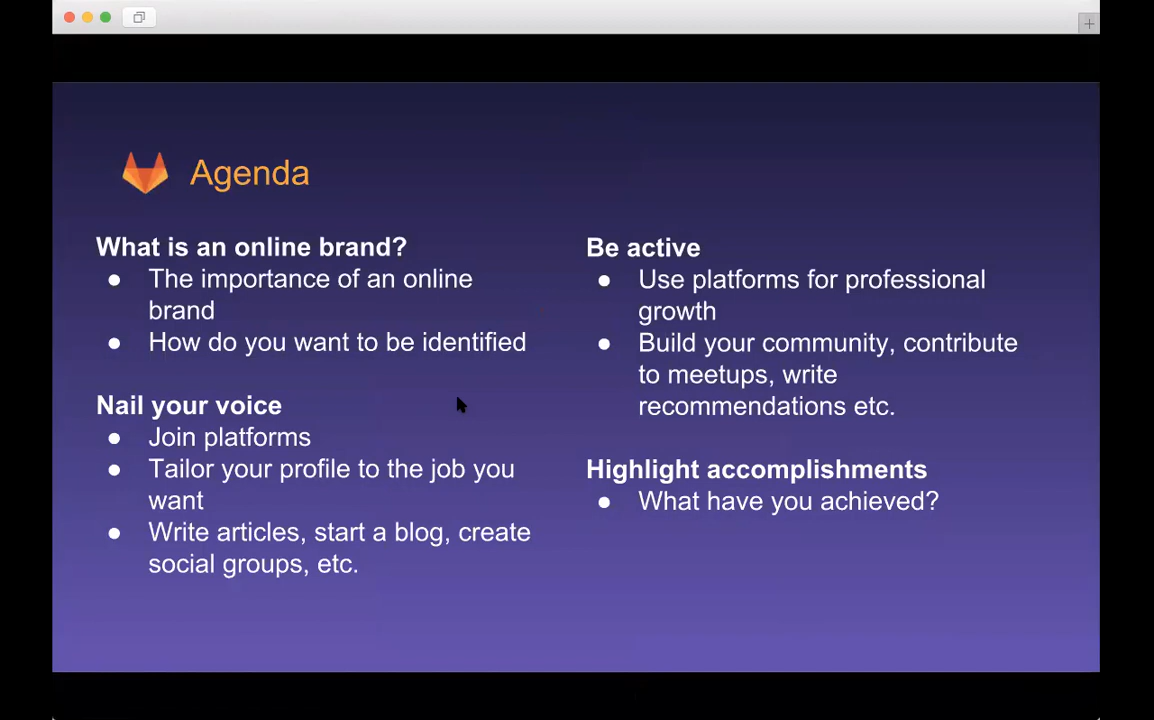 Agenda
What is an online brand?
● The importance of an online
brand
● How do you want to be identified
Nail your voice
● Join platforms
● Tailor your profile to the job you
want
● Write articles, start a blog, create
social groups, etc.
Be active
● Use platforms for professional
growth
● Build your community, contribute
to meetups, write
recommendations etc.
Highlight accomplishments
● What have you achieved?